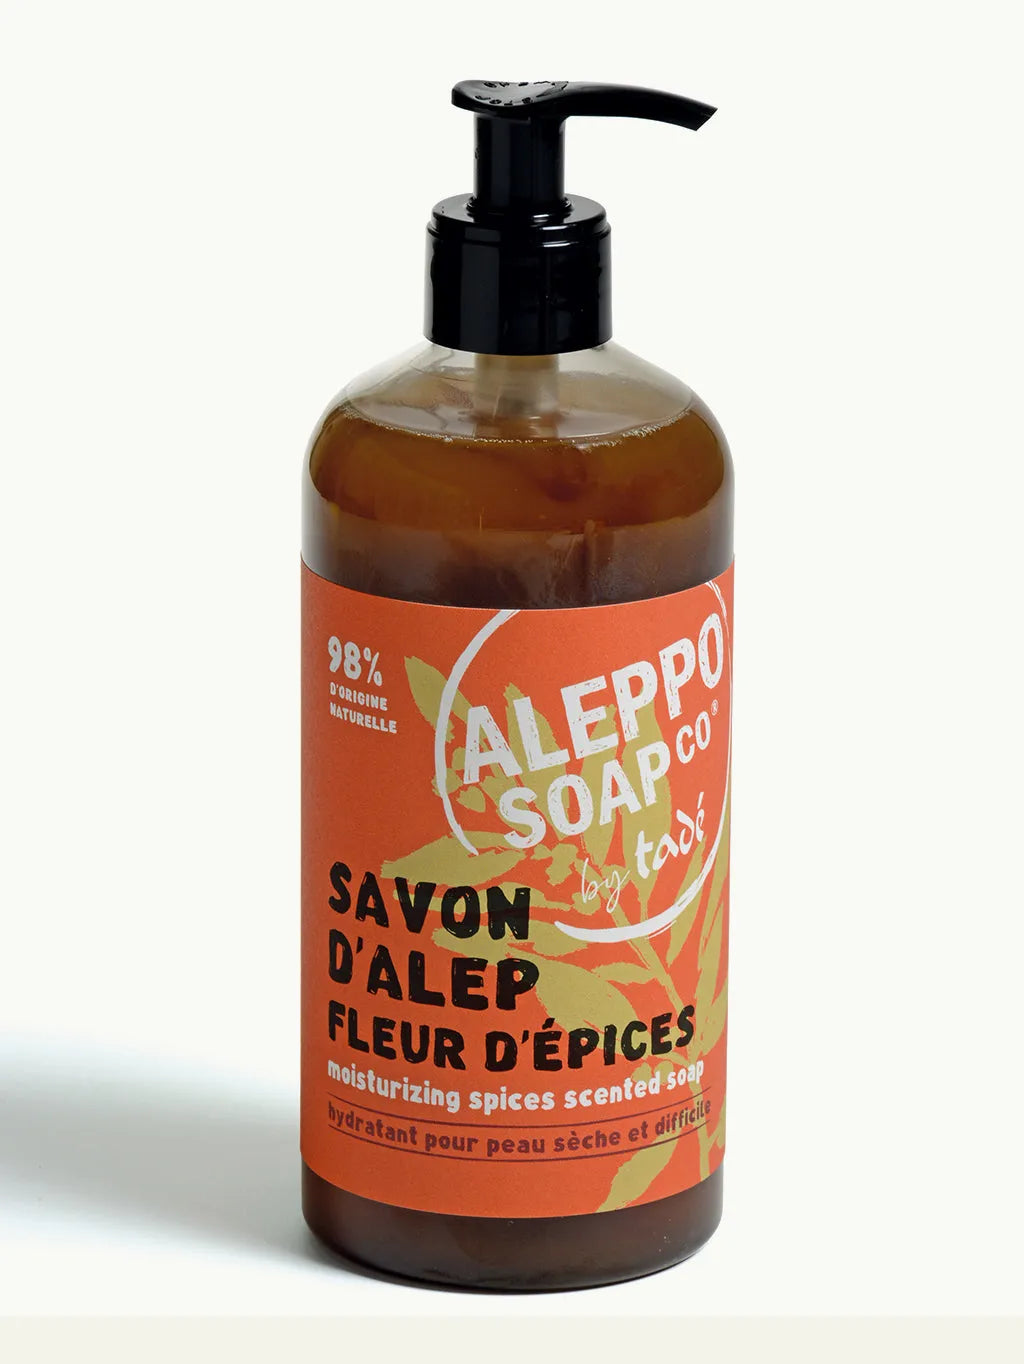 98%
D'ORIGINE
NATURELLE
ALEPPO
SOAP CO®
by tadé
SAVON
D'ALEP
FLEUR D'ÉPICES
moisturizing spices scented soap
hydratant pour peau sèche et difficile